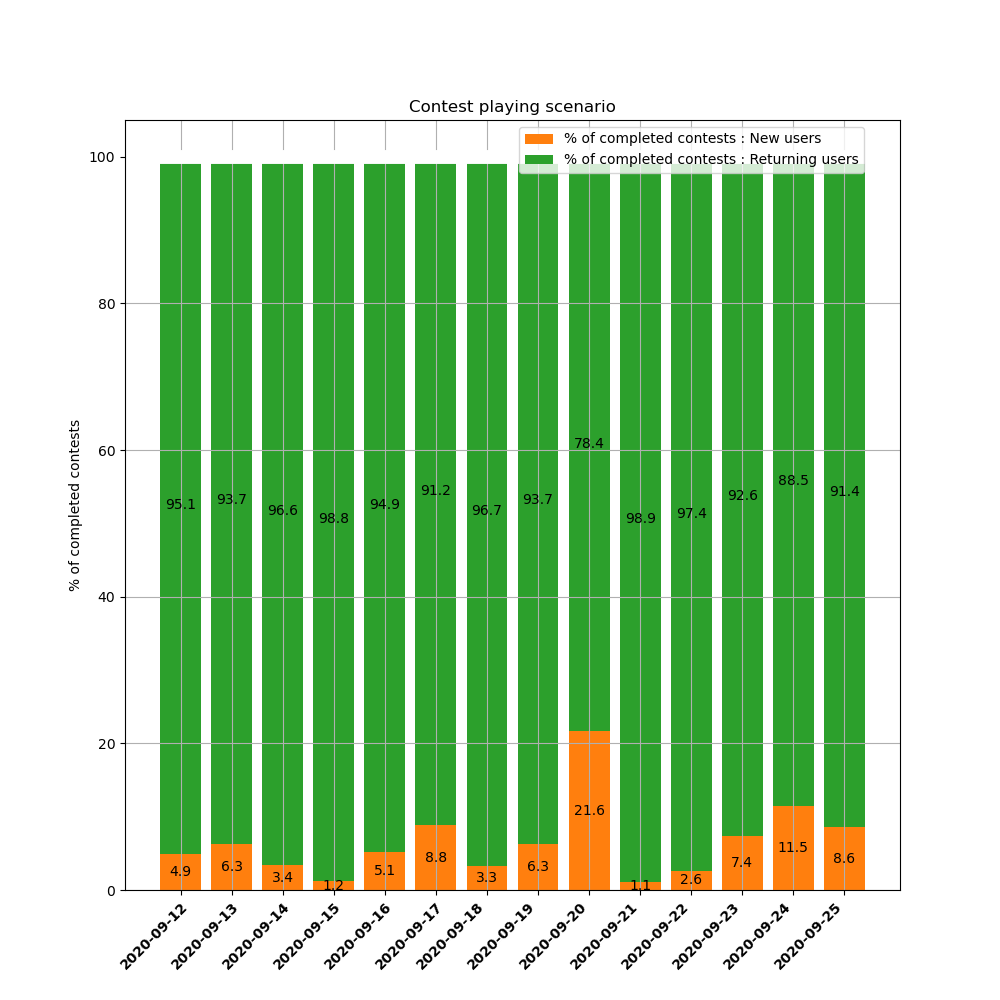 Contest playing scenario
% of completed contests : New users
% of completed contests : Returning users
100
80
60
40
20
0
% of completed contests
95.1 93.7 96.6 98.8 94.9 91.2 96.7 93.7 78.4 98.9 97.4 92.6 88.5 91.4
4.9 6.3 3.4 1.2 5.1 8.8 3.3 6.3 21.6 1.1 2.6 7.4 11.5 8.6
2020-09-12 2020-09-13 2020-09-14 2020-09-15 2020-09-16 2020-09-17 2020-09-18 2020-09-19 2020-09-20 2020-09-21 2020-09-22 2020-09-23 2020-09-24 2020-09-25